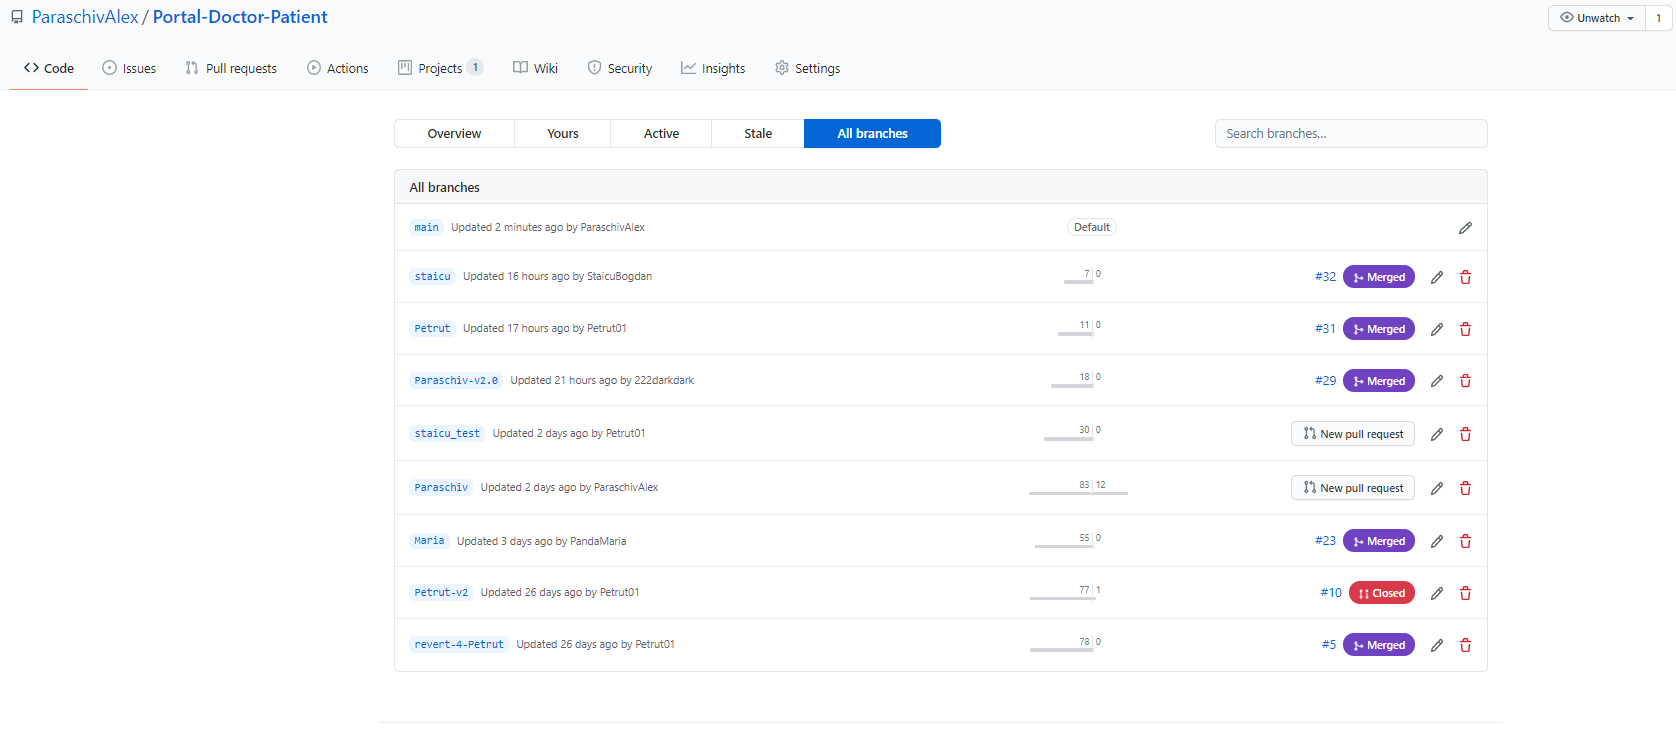 ParaschivAlex / Portal-Doctor-Patient
Unwatch 1
Code Issues Pull requests Actions Projects 1 Wiki Security Insights Settings
Overview Yours Active Stale All branches Search branches...
All branches
main Updated 2 minutes ago by ParaschivAlex Default
staicu Updated 16 hours ago by StaicuBogdan 7 0 #32 Merged
Petrut Updated 17 hours ago by Petrut01 11 0 #31 Merged
Paraschiv-v2.0 Updated 21 hours ago by 222darkdark 18 0 #29 Merged
staicu_test Updated 2 days ago by Petrut01 30 0 New pull request
Paraschiv Updated 2 days ago by ParaschivAlex 83 12 New pull request
Maria Updated 3 days ago by PandaMaria 55 0 #23 Merged
Petrut-v2 Updated 26 days ago by Petrut01 77 1 #10 Closed
revert-4-Petrut Updated 26 days ago by Petrut01 78 0 #5 Merged